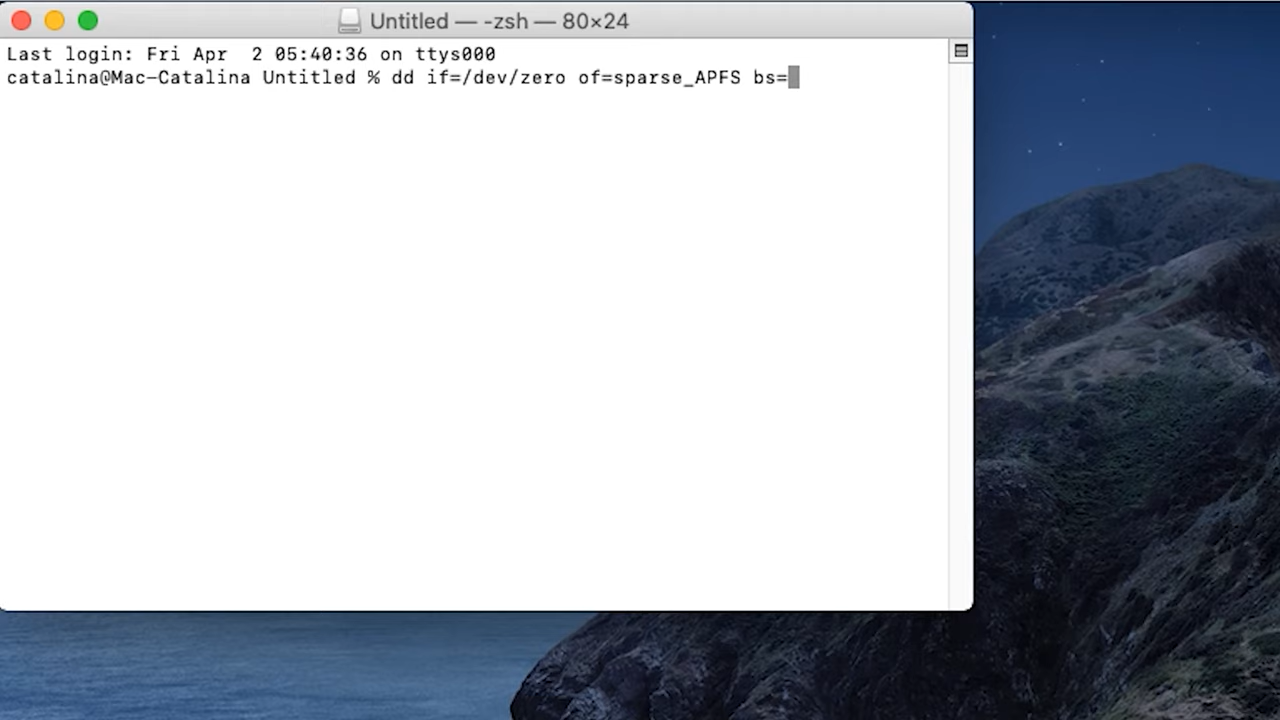 Untitled — -zsh — 80×24
Last login: Fri Apr  2 05:40:36 on ttys000
catalina@Mac-Catalina Untitled % dd if=/dev/zero of=sparse_APFS bs=